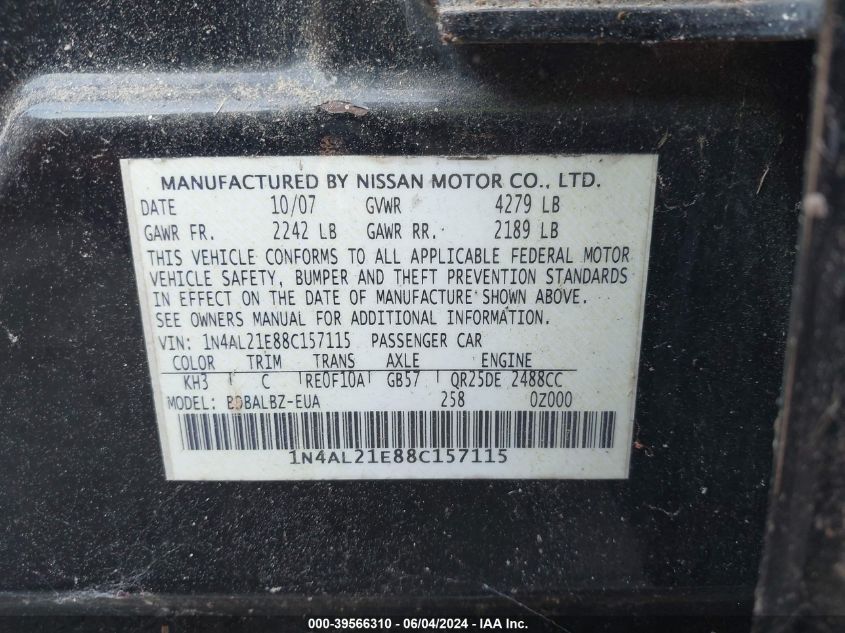 MANUFACTURED BY NISSAN MOTOR CO., LTD.
DATE 10/07 GVWR 4279 LB
GAWR FR. 2242 LB GAWR RR. 2189 LB
THIS VEHICLE CONFORMS TO ALL APPLICABLE FEDERAL MOTOR
VEHICLE SAFETY, BUMPER AND THEFT PREVENTION STANDARDS
IN EFFECT ON THE DATE OF MANUFACTURE SHOWN ABOVE.
SEE OWNERS MANUAL FOR ADDITIONAL INFORMATION.
VIN: 1N4AL21E88C157115 PASSENGER CAR
COLOR TRIM TRANS AXLE ENGINE
KH3 C RE0F10A GB57 QR25DE 2488CC
MODEL: BDBALBZ-EUA 258 0Z000
1N4AL21E88C157115
000-39566310 - 06/04/2024 - IAA Inc.